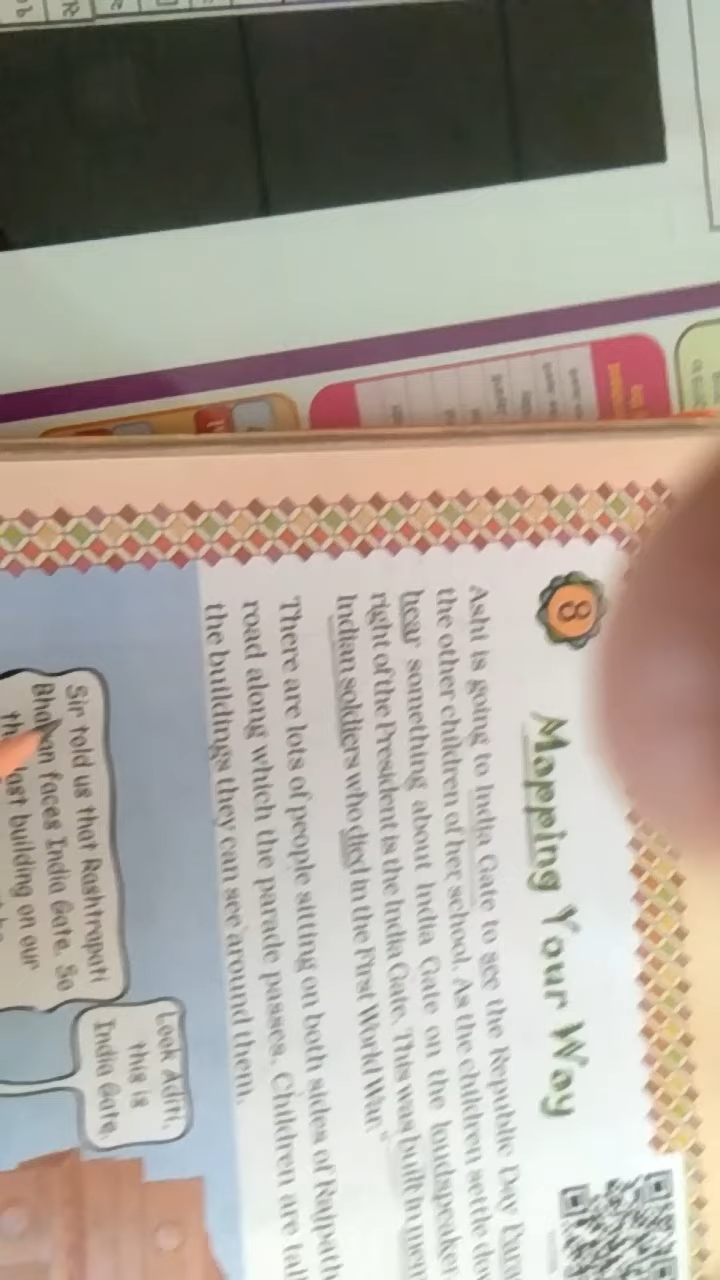 8
Mapping Your Way
Ashi is going to India Gate to see the Republic Day
the other children of her school. As the children settle
hear something about India Gate on the loudspeaker
right of the President is the India Gate. This was built in
Indian soldiers who died in the First World War."
There are lots of people sitting on both sides of Rajpath
road along which the parade passes. Children are
the buildings they can see around them.
Look Aditi,
this is
India Gate.
Sir told us that Rashtrapati
faces India Gate. So
last building on our